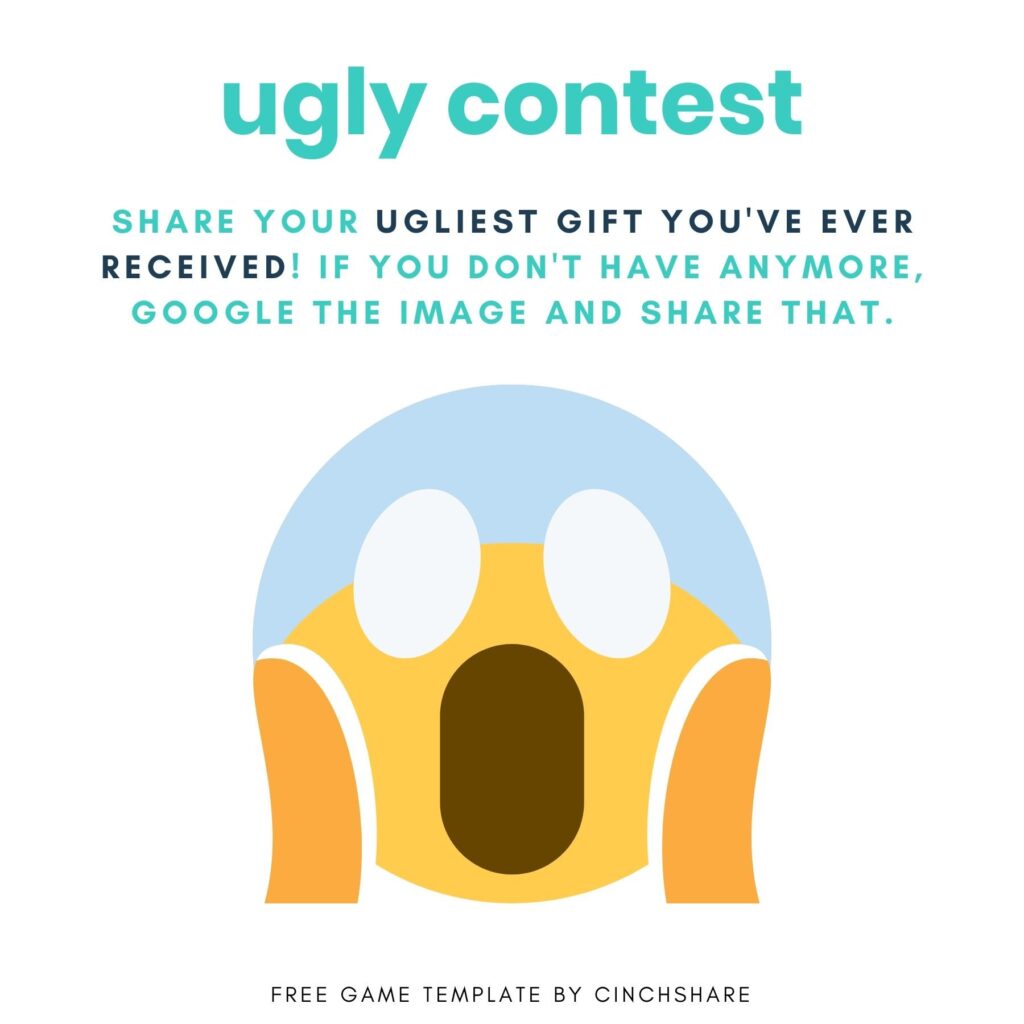 ugly contest
SHARE YOUR UGLIEST GIFT YOU'VE EVER
RECEIVED! IF YOU DON'T HAVE ANYMORE,
GOOGLE THE IMAGE AND SHARE THAT.
FREE GAME TEMPLATE BY CINCHSHARE